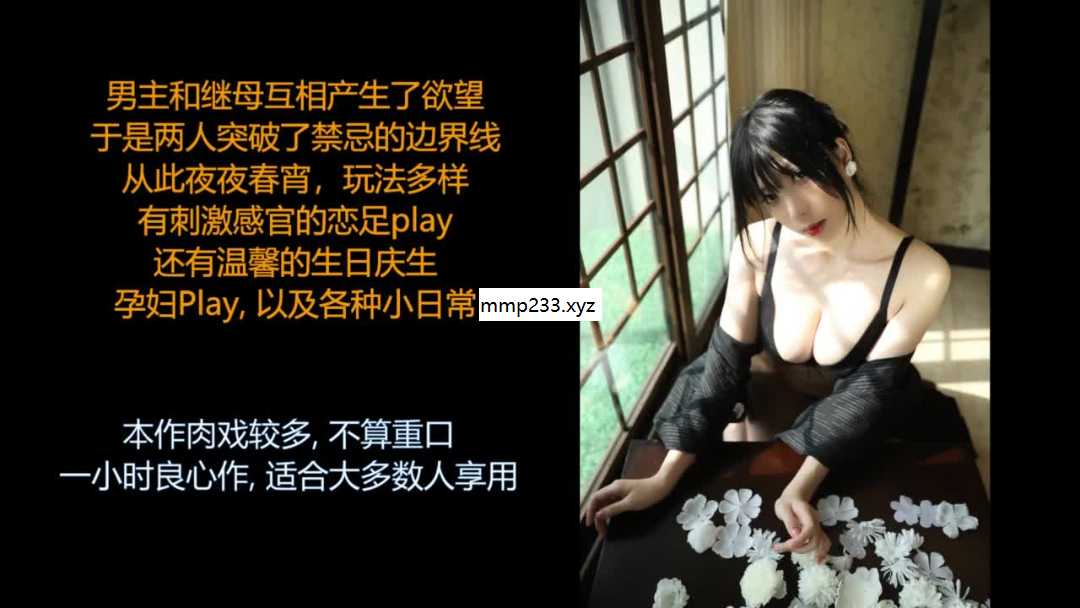 男主和继母互相产生了欲望
于是两人突破了禁忌的边界线
从此夜夜春宵，玩法多样
有刺激感官的恋足play
还有温馨的生日庆生
孕妇Play, 以及各种小日常
mmp233.xyz
本作肉戏较多, 不算重口
一小时良心作, 适合大多数人享用